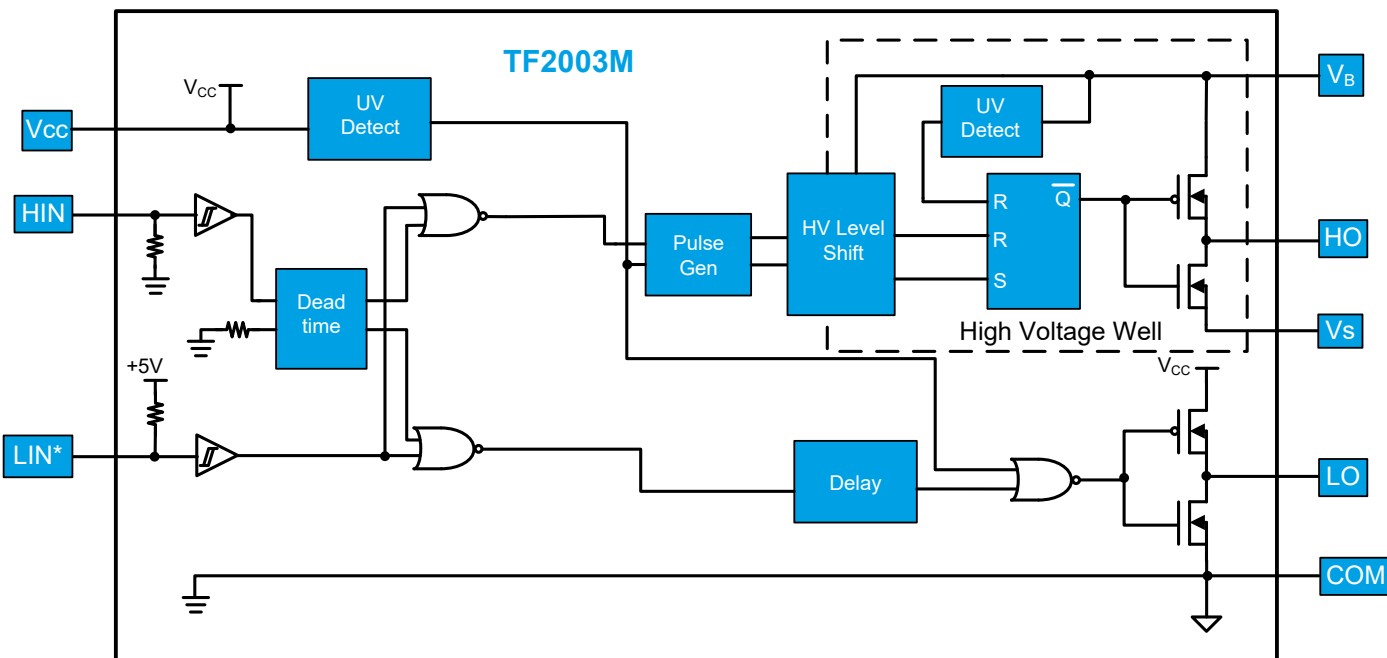 TF2003M
Vcc
VCC
UV
Detect
UV
Detect
VB
HIN
Dead
time
Pulse
Gen
HV Level
Shift
R
R
S
Q̅
HO
High Voltage Well
Vs
+5V
LIN*
Delay
VCC
LO
COM